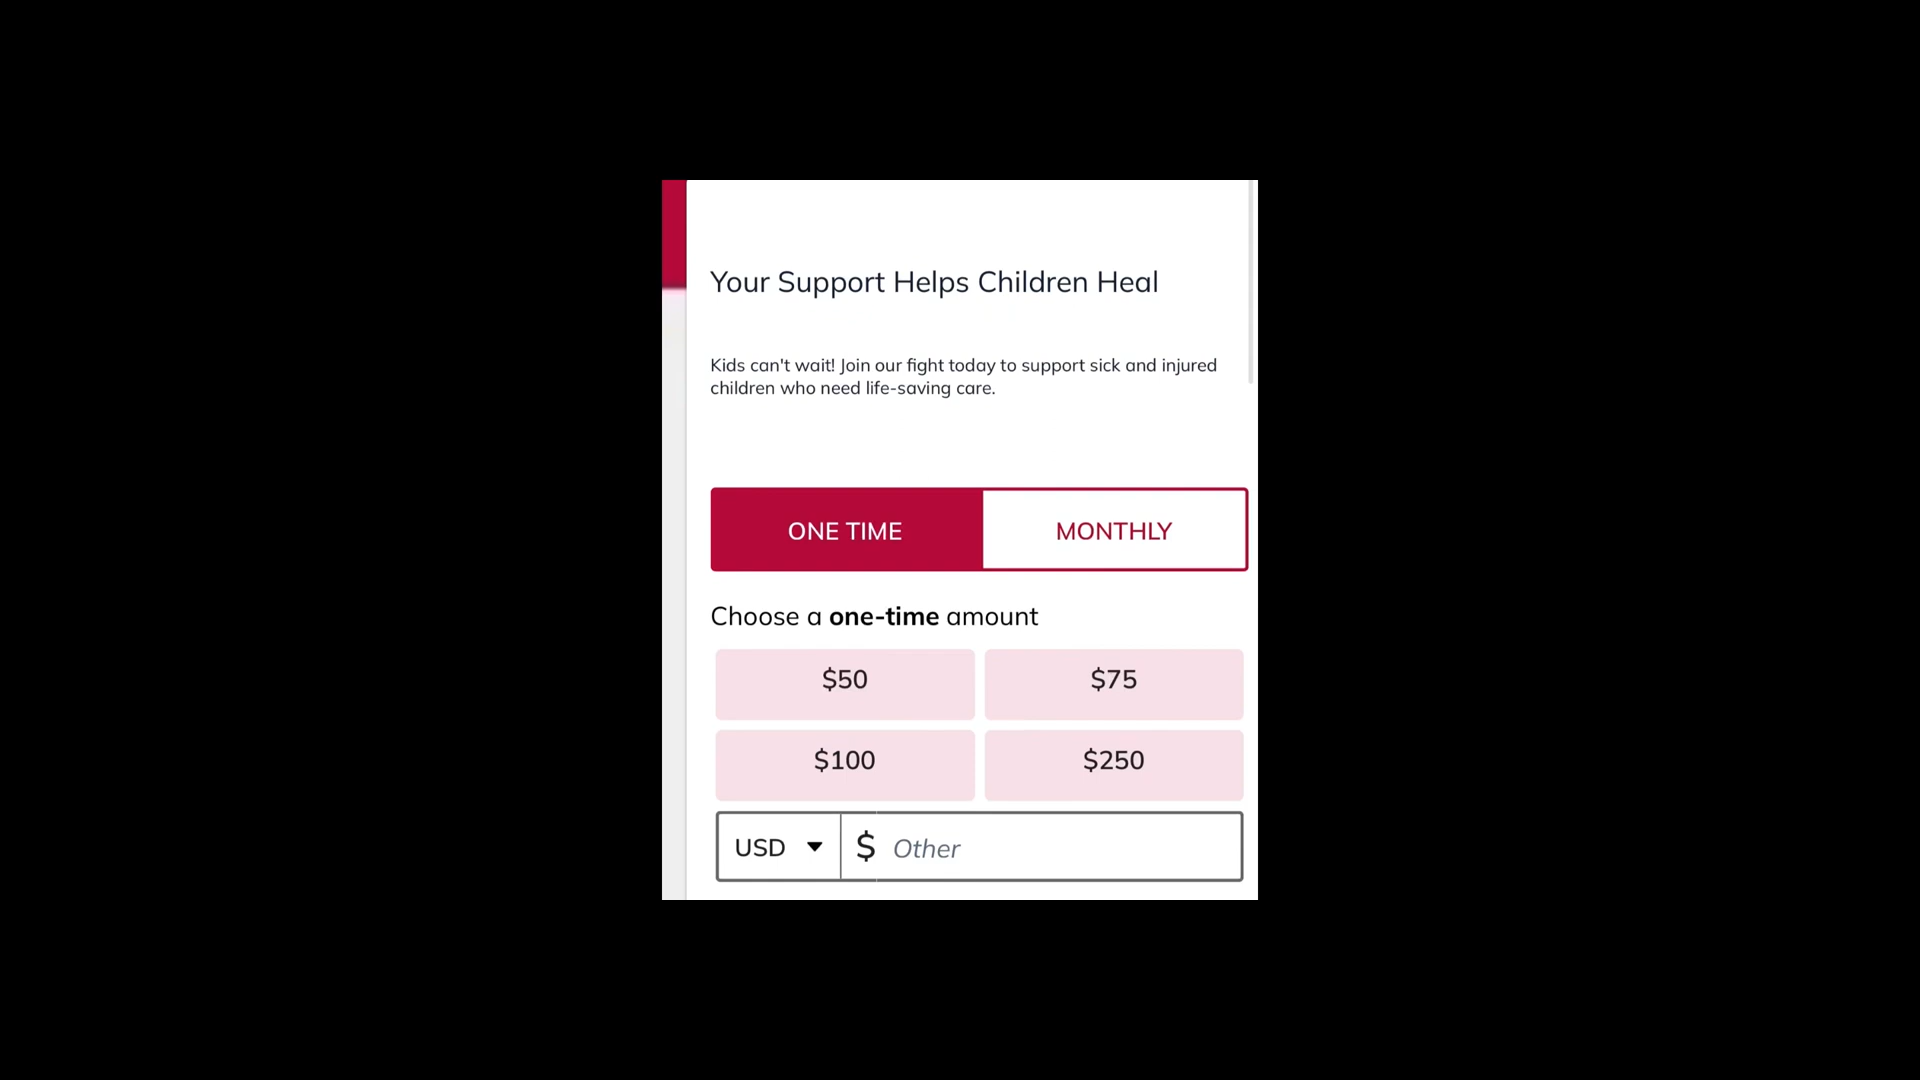 Your Support Helps Children Heal
Kids can't wait! Join our fight today to support sick and injured
children who need life-saving care.
ONE TIME
MONTHLY
Choose a one-time amount
$50
$75
$100
$250
USD
$ Other